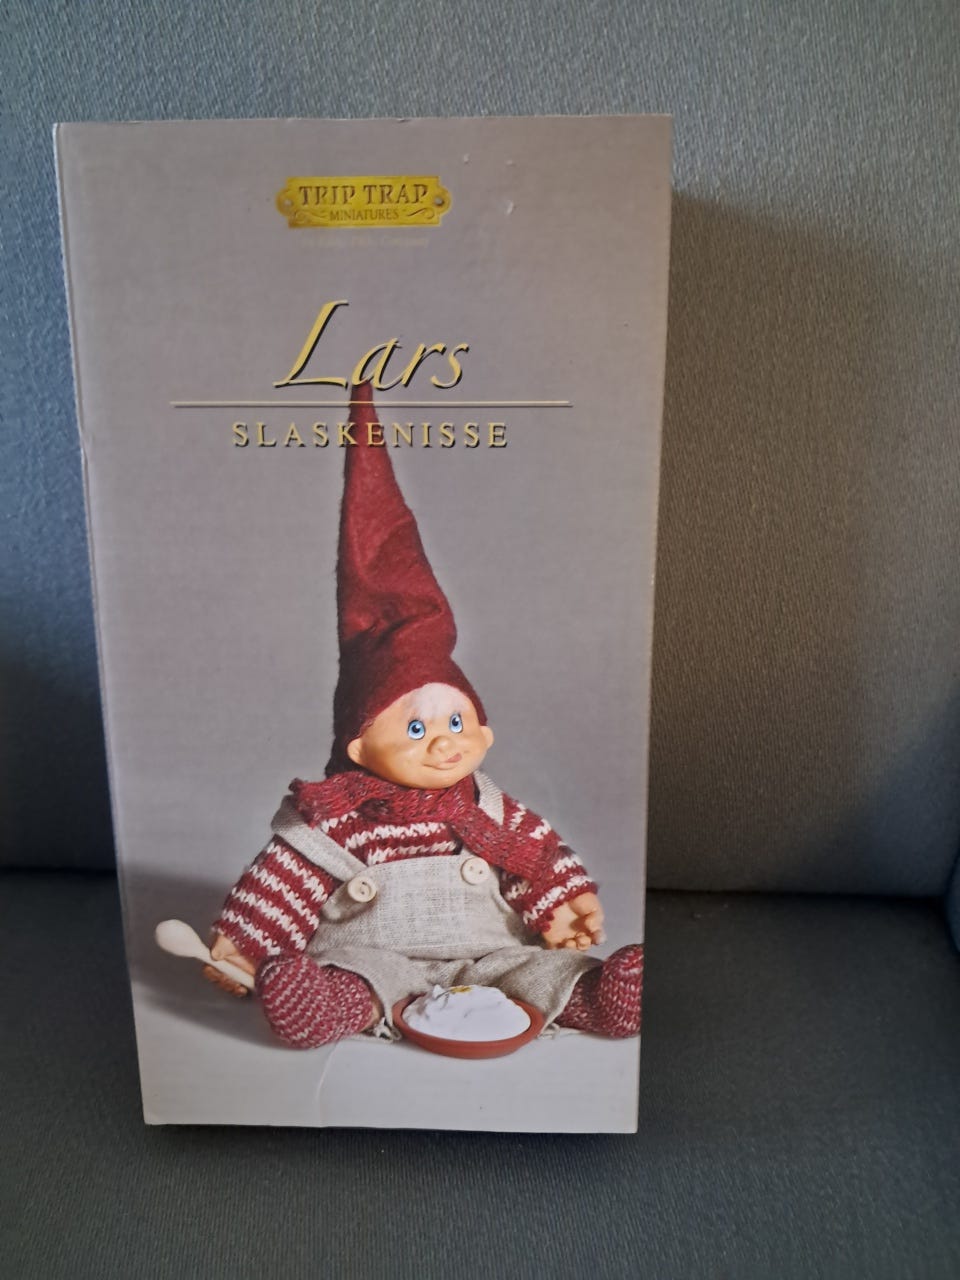 TRIP TRAP
MINIATURES
Lars
SLASKENISSE